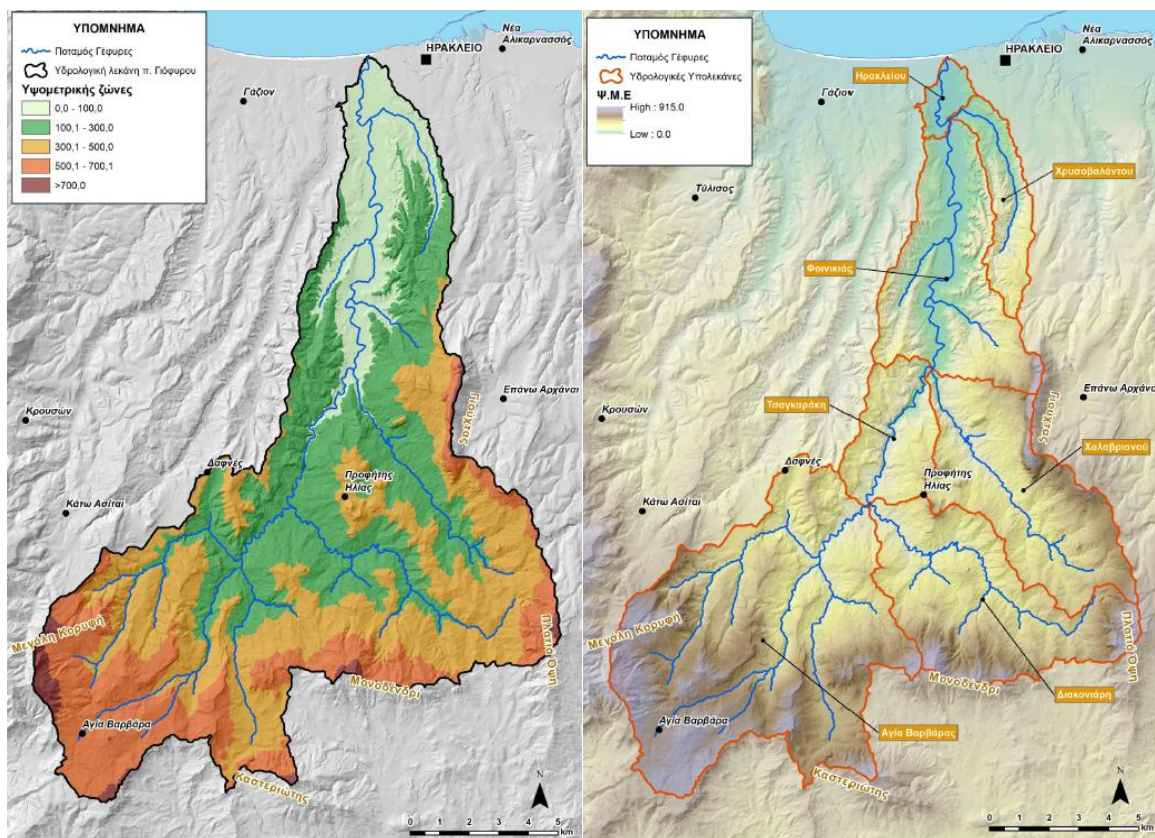 ΥΠΟΜΝΗΜΑ
Ποταμός Γέφυρες
Υδρολογική λεκάνη π. Γιόφυρου
Υψομετρικής ζώνες
0,0 - 100,0
100,1 - 300,0
300,1 - 500,0
500,1 - 700,1
>700,0
ΗΡΑΚΛΕΙΟ
Νέα
Αλικαρνασσός
Γάζιον
Επάνω Αρχάναι
Γιούχτας
Κρουσών
Δαφνές
Προφήτης
Ηλίας
Κάτω Ασίται
Μεγάλη Κορυφή
Πλατιά Όψη
Μονοδένδρι
Αγία Βαρβάρα
Καστεριώτης
N
0 1 2 3 4 5
km
ΥΠΟΜΝΗΜΑ
Ποταμός Γέφυρες
Υδρολογικές Υπολεκάνες
Ψ.Μ.Ε
High : 915.0
Low : 0.0
Ηρακλείου
ΗΡΑΚΛΕΙΟ
Νέα
Αλικαρνασσός
Γάζιον
Χρυσοβαλάντου
Τύλισος
Φοινικιάς
Επάνω Αρχάναι
Γιούχτας
Κρουσών
Τσαγκαράκη
Χαλαβριανού
Δαφνές
Προφήτης
Ηλίας
Κάτω Ασίται
Μεγάλη Κορυφή
Πλατιά Όψη
Μονοδένδρι
Διακονιάρη
Αγία Βαρβάρα
Αγία Βαρβάρας
Καστεριώτης
N
0 1 2 3 4 5
km